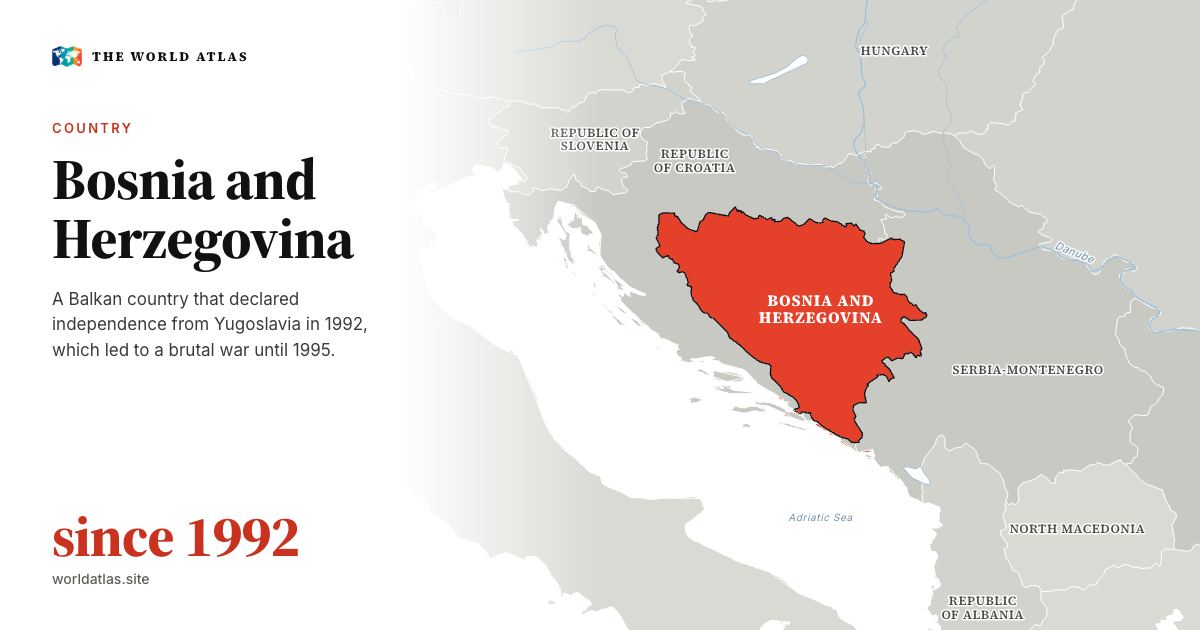 THE WORLD ATLAS
COUNTRY
Bosnia and
Herzegovina
A Balkan country that declared
independence from Yugoslavia in 1992,
which led to a brutal war until 1995.
since 1992
worldatlas.site
HUNGARY
REPUBLIC OF
SLOVENIA
REPUBLIC
OF CROATIA
Danube
BOSNIA AND
HERZEGOVINA
SERBIA-MONTENEGRO
Adriatic Sea
NORTH MACEDONIA
REPUBLIC
OF ALBANIA